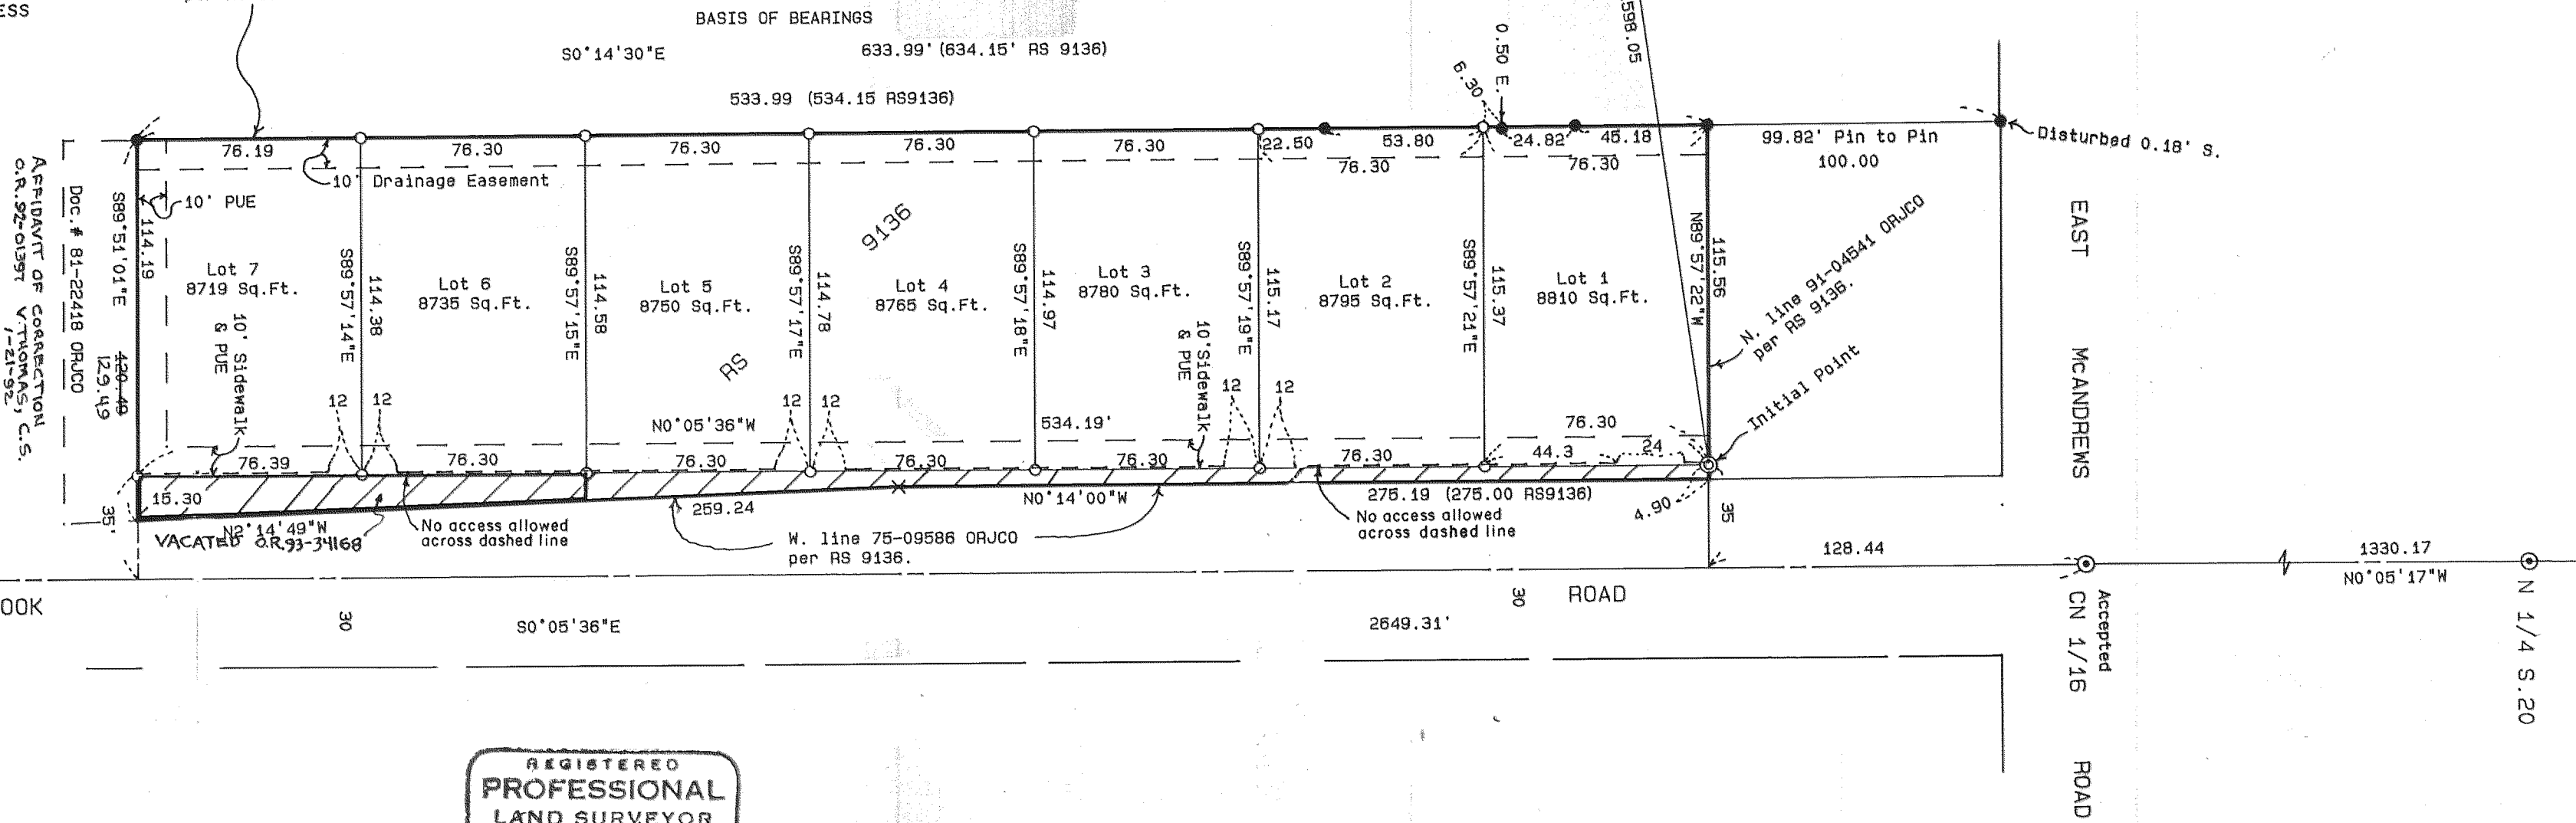 ESS
BASIS OF BEARINGS
S0°14'30"E 633.99' (634.15' RS 9136)
533.99 (534.15 RS9136)
598.05
0.50 E.
6.30
76.19 76.30 76.30 76.30 76.30 22.50 53.80 24.82 45.18
76.30 76.30
99.82' Pin to Pin
100.00
Disturbed 0.18' S.
10' Drainage Easement
10' PUE
AFFIDAVIT OF CORRECTION
O.R.92-01397 V.THOMAS, C.S.
1-21-92
Doc.# 81-22418 ORJCO
S89°51'01"E
114.19
120.49
129.49
Lot 7
8719 Sq.Ft.
S89°57'14"E
114.38
Lot 6
8735 Sq.Ft.
S89°57'15"E
114.58
Lot 5
8750 Sq.Ft.
S89°57'17"E
114.78
Lot 4
8765 Sq.Ft.
S89°57'18"E
114.97
Lot 3
8780 Sq.Ft.
S89°57'19"E
115.17
Lot 2
8795 Sq.Ft.
S89°57'21"E
115.37
Lot 1
8810 Sq.Ft.
N89°57'22"W
115.56
RS 9136
N. line 91-04541 ORJCO
per RS 9136.
Initial Point
10' Sidewalk
& PUE
10' Sidewalk
& PUE
12 12 12 12 12 12
N0°05'36"W 534.19'
76.30
44.3 24
76.39 76.30 76.30 76.30 76.30 76.30
15.30
35'
N2°14'49"W
VACATED O.R.93-34168
No access allowed
across dashed line
259.24
N0°14'00"W
W. line 75-09586 ORJCO
per RS 9136.
275.19 (275.00 RS9136)
No access allowed
across dashed line
4.90
35
128.44
1330.17
N0°05'17"W
OOK
ROAD
30 30
S0°05'36"E 2649.31'
EAST McANDREWS ROAD
Accepted
CN 1/16
N 1/4 S.20
REGISTERED
PROFESSIONAL
LAND SURVEYOR